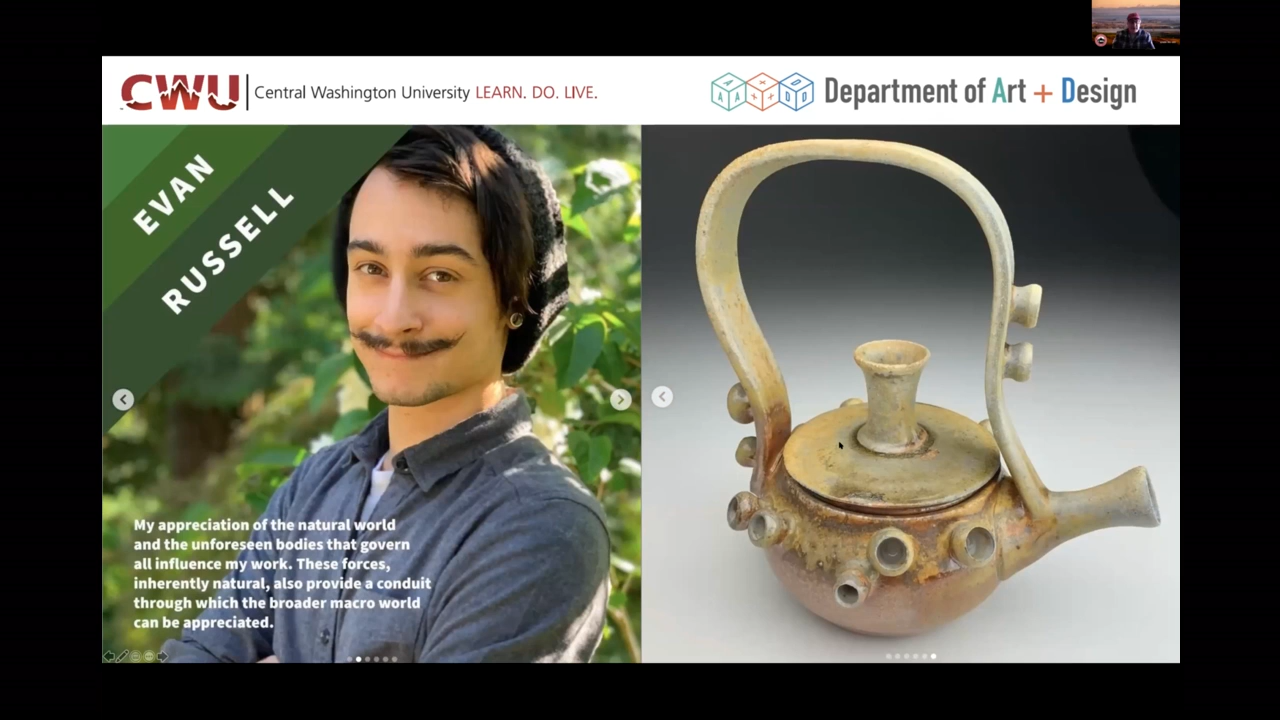 CWU
Central Washington University LEARN. DO. LIVE.
A X D
A A X + D D
Department of Art + Design
EVAN
RUSSELL
My appreciation of the natural world
and the unforeseen bodies that govern
all influence my work. These forces,
inherently natural, also provide a conduit
through which the broader macro world
can be appreciated.